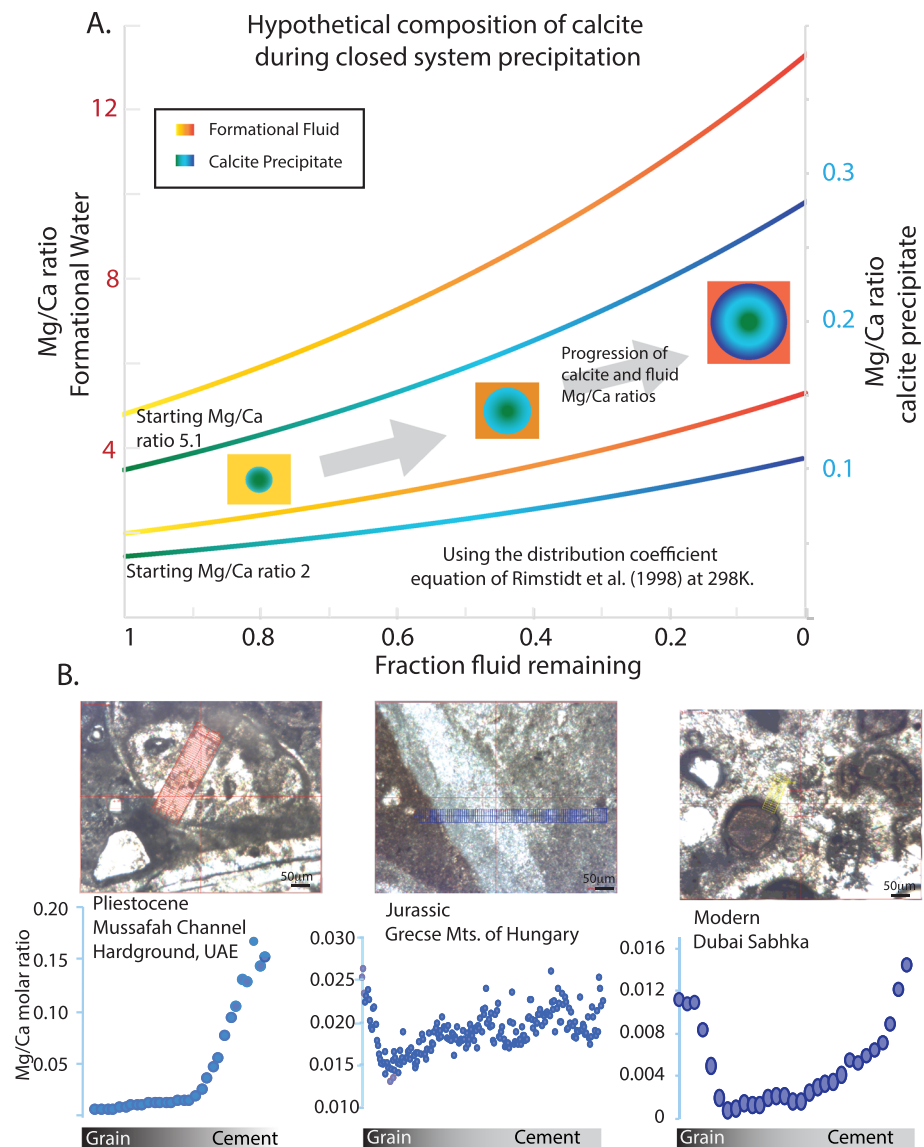 A.
Hypothetical composition of calcite
during closed system precipitation
Formational Fluid
Calcite Precipitate
12
8
4
Mg/Ca ratio
Formational Water
0.3
0.2
0.1
Mg/Ca ratio
calcite precipitate
Progression of
calcite and fluid
Mg/Ca ratios
Starting Mg/Ca
ratio 5.1
Starting Mg/Ca ratio 2
Using the distribution coefficient
equation of Rimstidt et al. (1998) at 298K.
1 0.8 0.6 0.4 0.2 0
Fraction fluid remaining
B.
50µm
50µm
50µm
Pliestocene
Mussafah Channel
Hardground, UAE
0.20
0.15
0.10
0.05
Mg/Ca molar ratio
Grain Cement
Jurassic
Grecse Mts. of Hungary
0.030
0.025
0.020
0.015
0.010
Grain Cement
Modern
Dubai Sabhka
0.016
0.012
0.008
0.004
0
Grain Cement